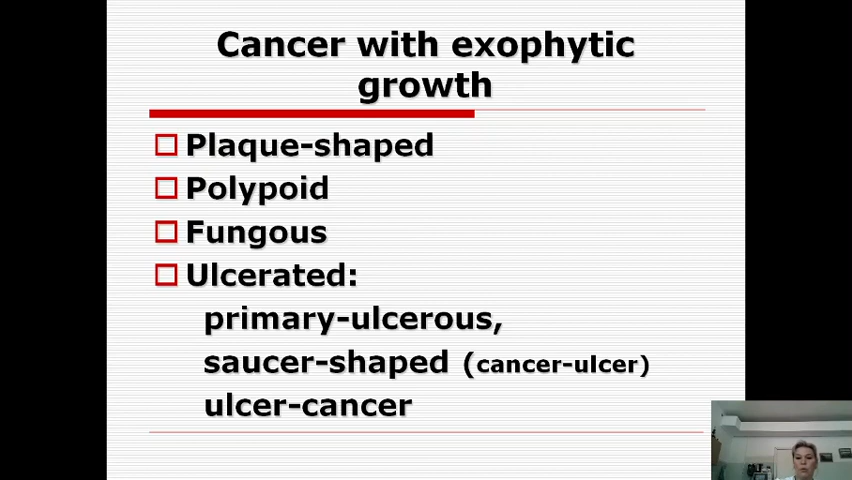 Cancer with exophytic
growth
Plaque-shaped
Polypoid
Fungous
Ulcerated:
primary-ulcerous,
saucer-shaped (cancer-ulcer)
ulcer-cancer